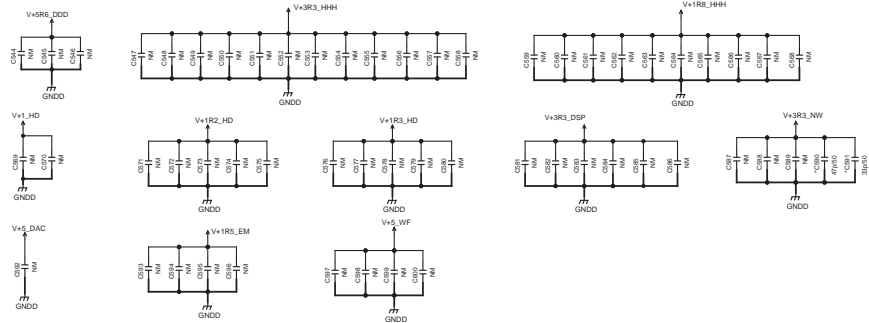 V+5R6_DDD
C544
NM
C545
NM
C546
NM
GNDD
V+3R3_HHH
C547
NM
C548
NM
C549
NM
C550
NM
C551
NM
C552
NM
C553
NM
C554
NM
C555
NM
C556
NM
C557
NM
C558
NM
GNDD
V+1R8_HHH
C559
NM
C560
NM
C561
NM
C562
NM
C563
NM
C564
NM
C565
NM
C566
NM
C567
NM
C568
NM
GNDD
V+1_HD
C569
NM
C570
NM
GNDD
V+1R2_HD
C571
NM
C572
NM
C573
NM
C574
NM
C575
NM
GNDD
V+1R3_HD
C576
NM
C577
NM
C578
NM
C579
NM
C580
NM
GNDD
V+3R3_DSP
C581
NM
C582
NM
C583
NM
C584
NM
C585
NM
C586
NM
GNDD
V+3R3_NW
C587
NM
C588
NM
C589
NM
*C590
47p/50
*C591
33p/50
GNDD
V+5_DAC
C592
NM
GNDD
V+1R5_EM
C593
NM
C594
NM
C595
NM
C596
NM
GNDD
V+5_WF
C597
NM
C598
NM
C599
NM
C600
NM
GNDD